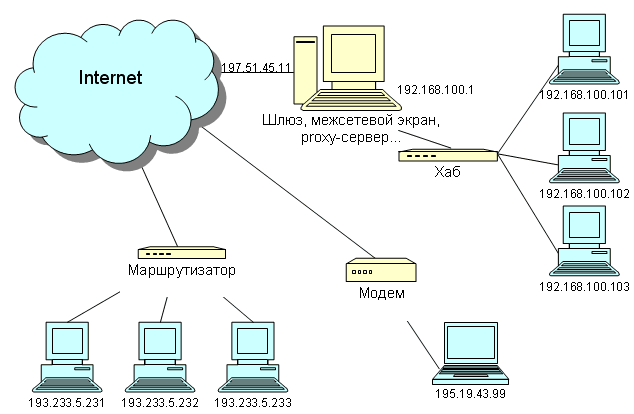 Internet
197.51.45.11
192.168.100.1
Шлюз, межсетевой экран,
proxy-сервер...
Хаб
192.168.100.101
192.168.100.102
192.168.100.103
Маршрутизатор
Модем
193.233.5.231
193.233.5.232
193.233.5.233
195.19.43.99